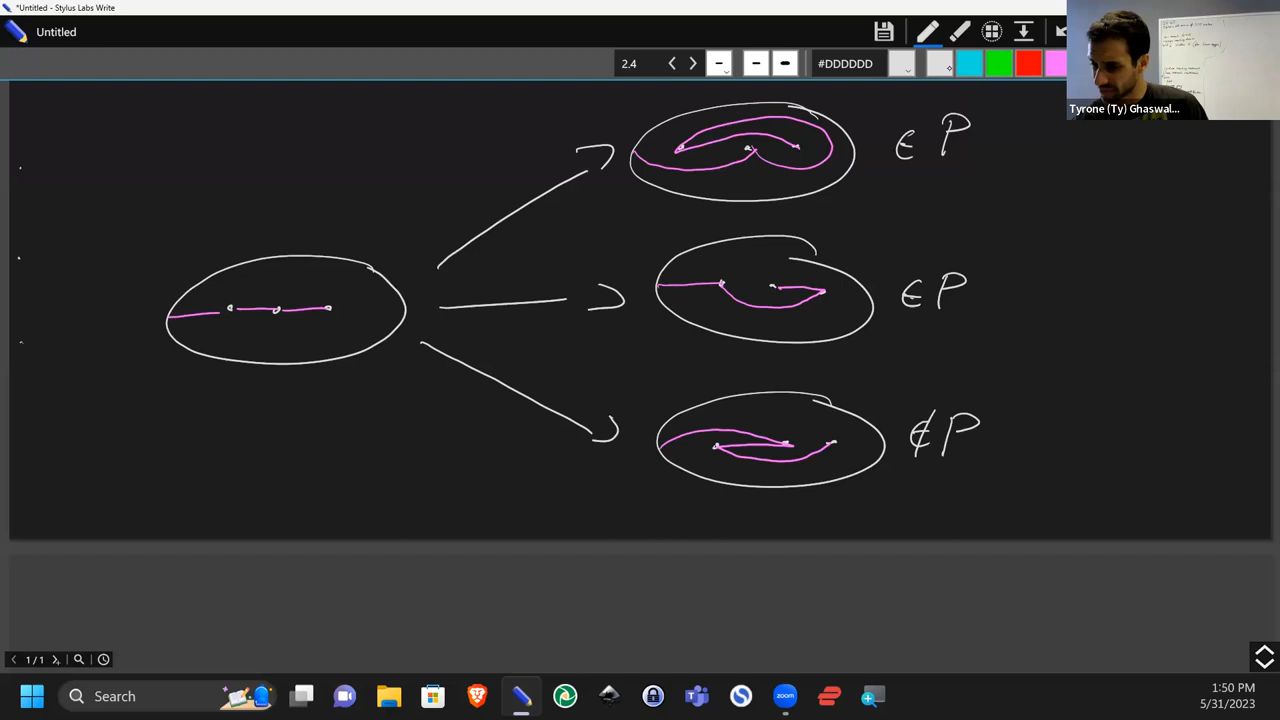 *Untitled - Stylus Labs Write
Untitled
2.4
#DDDDDD
Tyrone (Ty) Ghaswal...
∈ P
∈ P
∉ P
1/1
Search
1:50 PM
5/31/2023